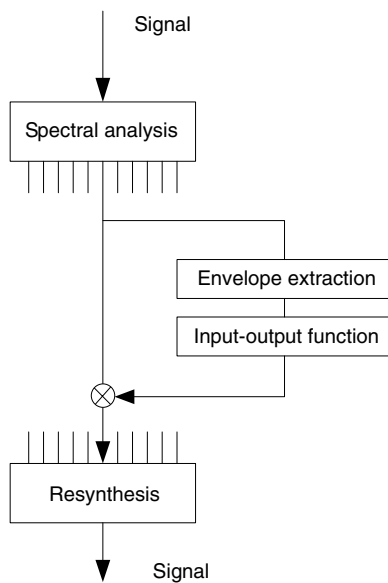 Signal
Spectral analysis
Envelope extraction
Input-output function
Resynthesis
Signal